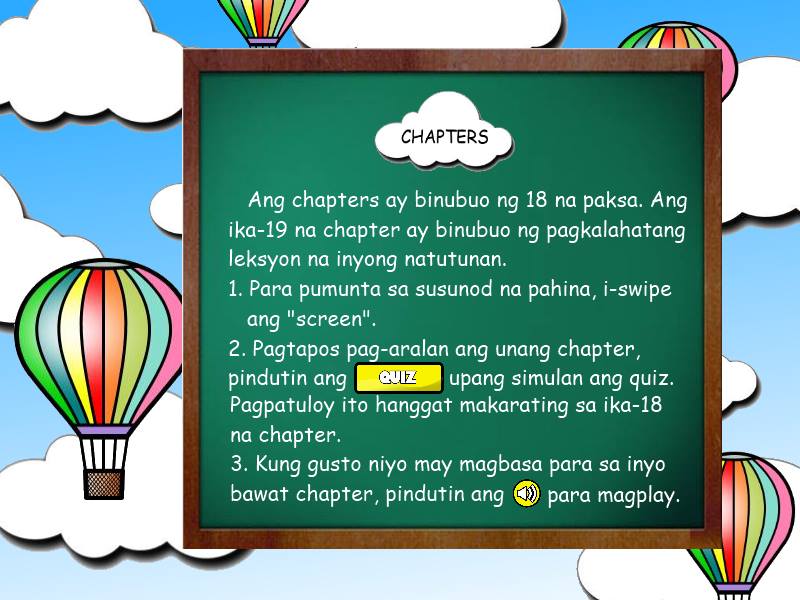 CHAPTERS
Ang chapters ay binubuo ng 18 na paksa. Ang
ika-19 na chapter ay binubuo ng pagkalahatang
leksyon na inyong natutunan.
1. Para pumunta sa susunod na pahina, i-swipe
ang "screen".
2. Pagtapos pag-aralan ang unang chapter,
pindutin ang QUIZ upang simulan ang quiz.
Pagpatuloy ito hanggat makarating sa ika-18
na chapter.
3. Kung gusto niyo may magbasa para sa inyo
bawat chapter, pindutin ang para magplay.